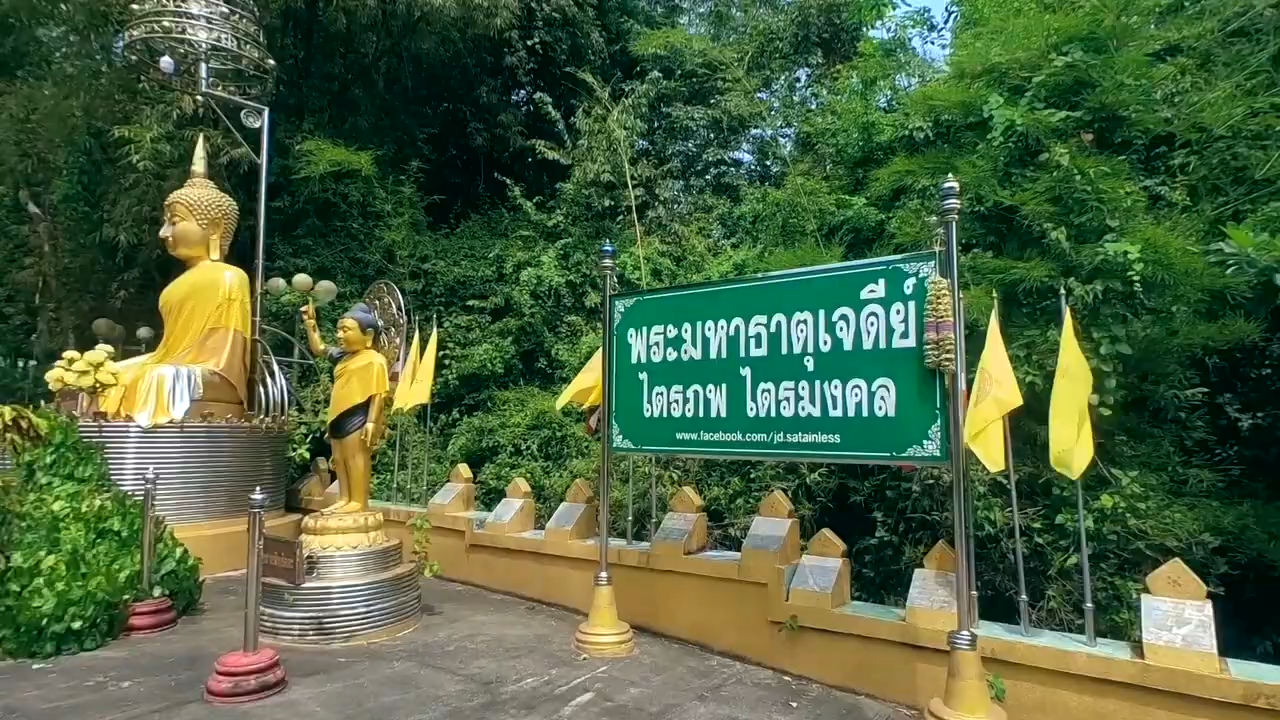 พระมหาธาตุเจดีย์
ไตรภพ ไตรมงคล
www.facebook.com/jd.satainless